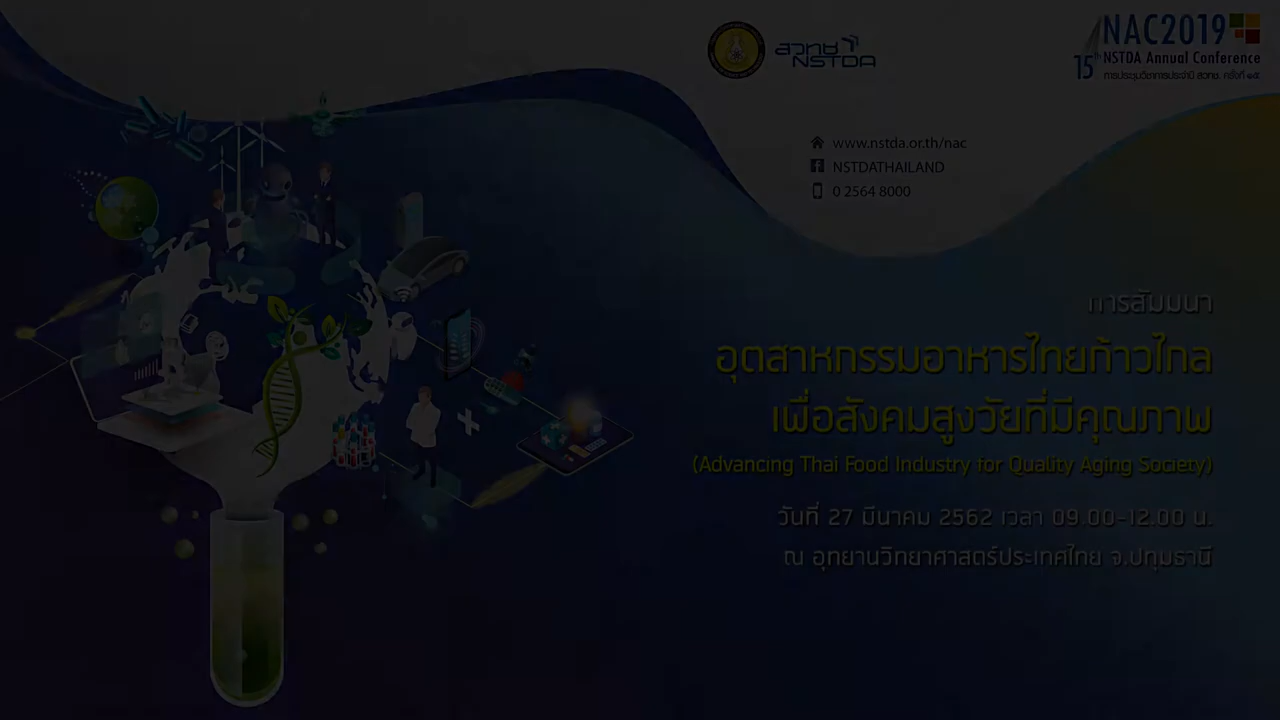 สวทช
NSTDA
NAC2019
15th NSTDA Annual Conference
การประชุมวิชาการประจำปี สวทช. ครั้งที่ ๑๕
www.nstda.or.th/nac
NSTDATHAILAND
0 2564 8000
การสัมมนา
อุตสาหกรรมอาหารไทยก้าวไกล
เพื่อสังคมสูงวัยที่มีคุณภาพ
(Advancing Thai Food Industry for Quality Aging Society)
วันที่ 27 มีนาคม 2562 เวลา 09.00-12.00 น.
ณ อุทยานวิทยาศาสตร์ประเทศไทย จ.ปทุมธานี